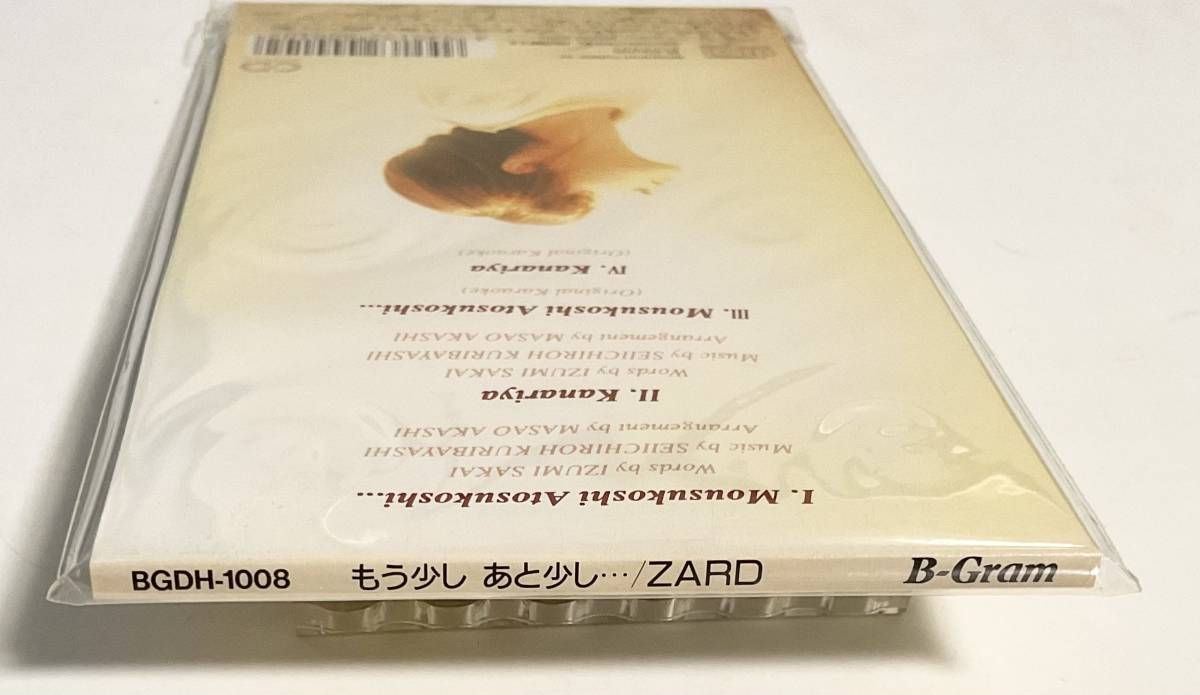 I. Mousukoshi Atosukoshi...
Words by IZUMI SAKAI
Music by SEIICHIROH KURIBAYASHI
Arrangement by MASAO AKASHI
II. Kanariya
Words by IZUMI SAKAI
Music by SEIICHIROH KURIBAYASHI
Arrangement by MASAO AKASHI
III. Mousukoshi Atosukoshi...
(Original Karaoke)
IV. Kanariya
(Original Karaoke)
CD
BGDH-1008 もう少し あと少し…/ZARD B-Gram